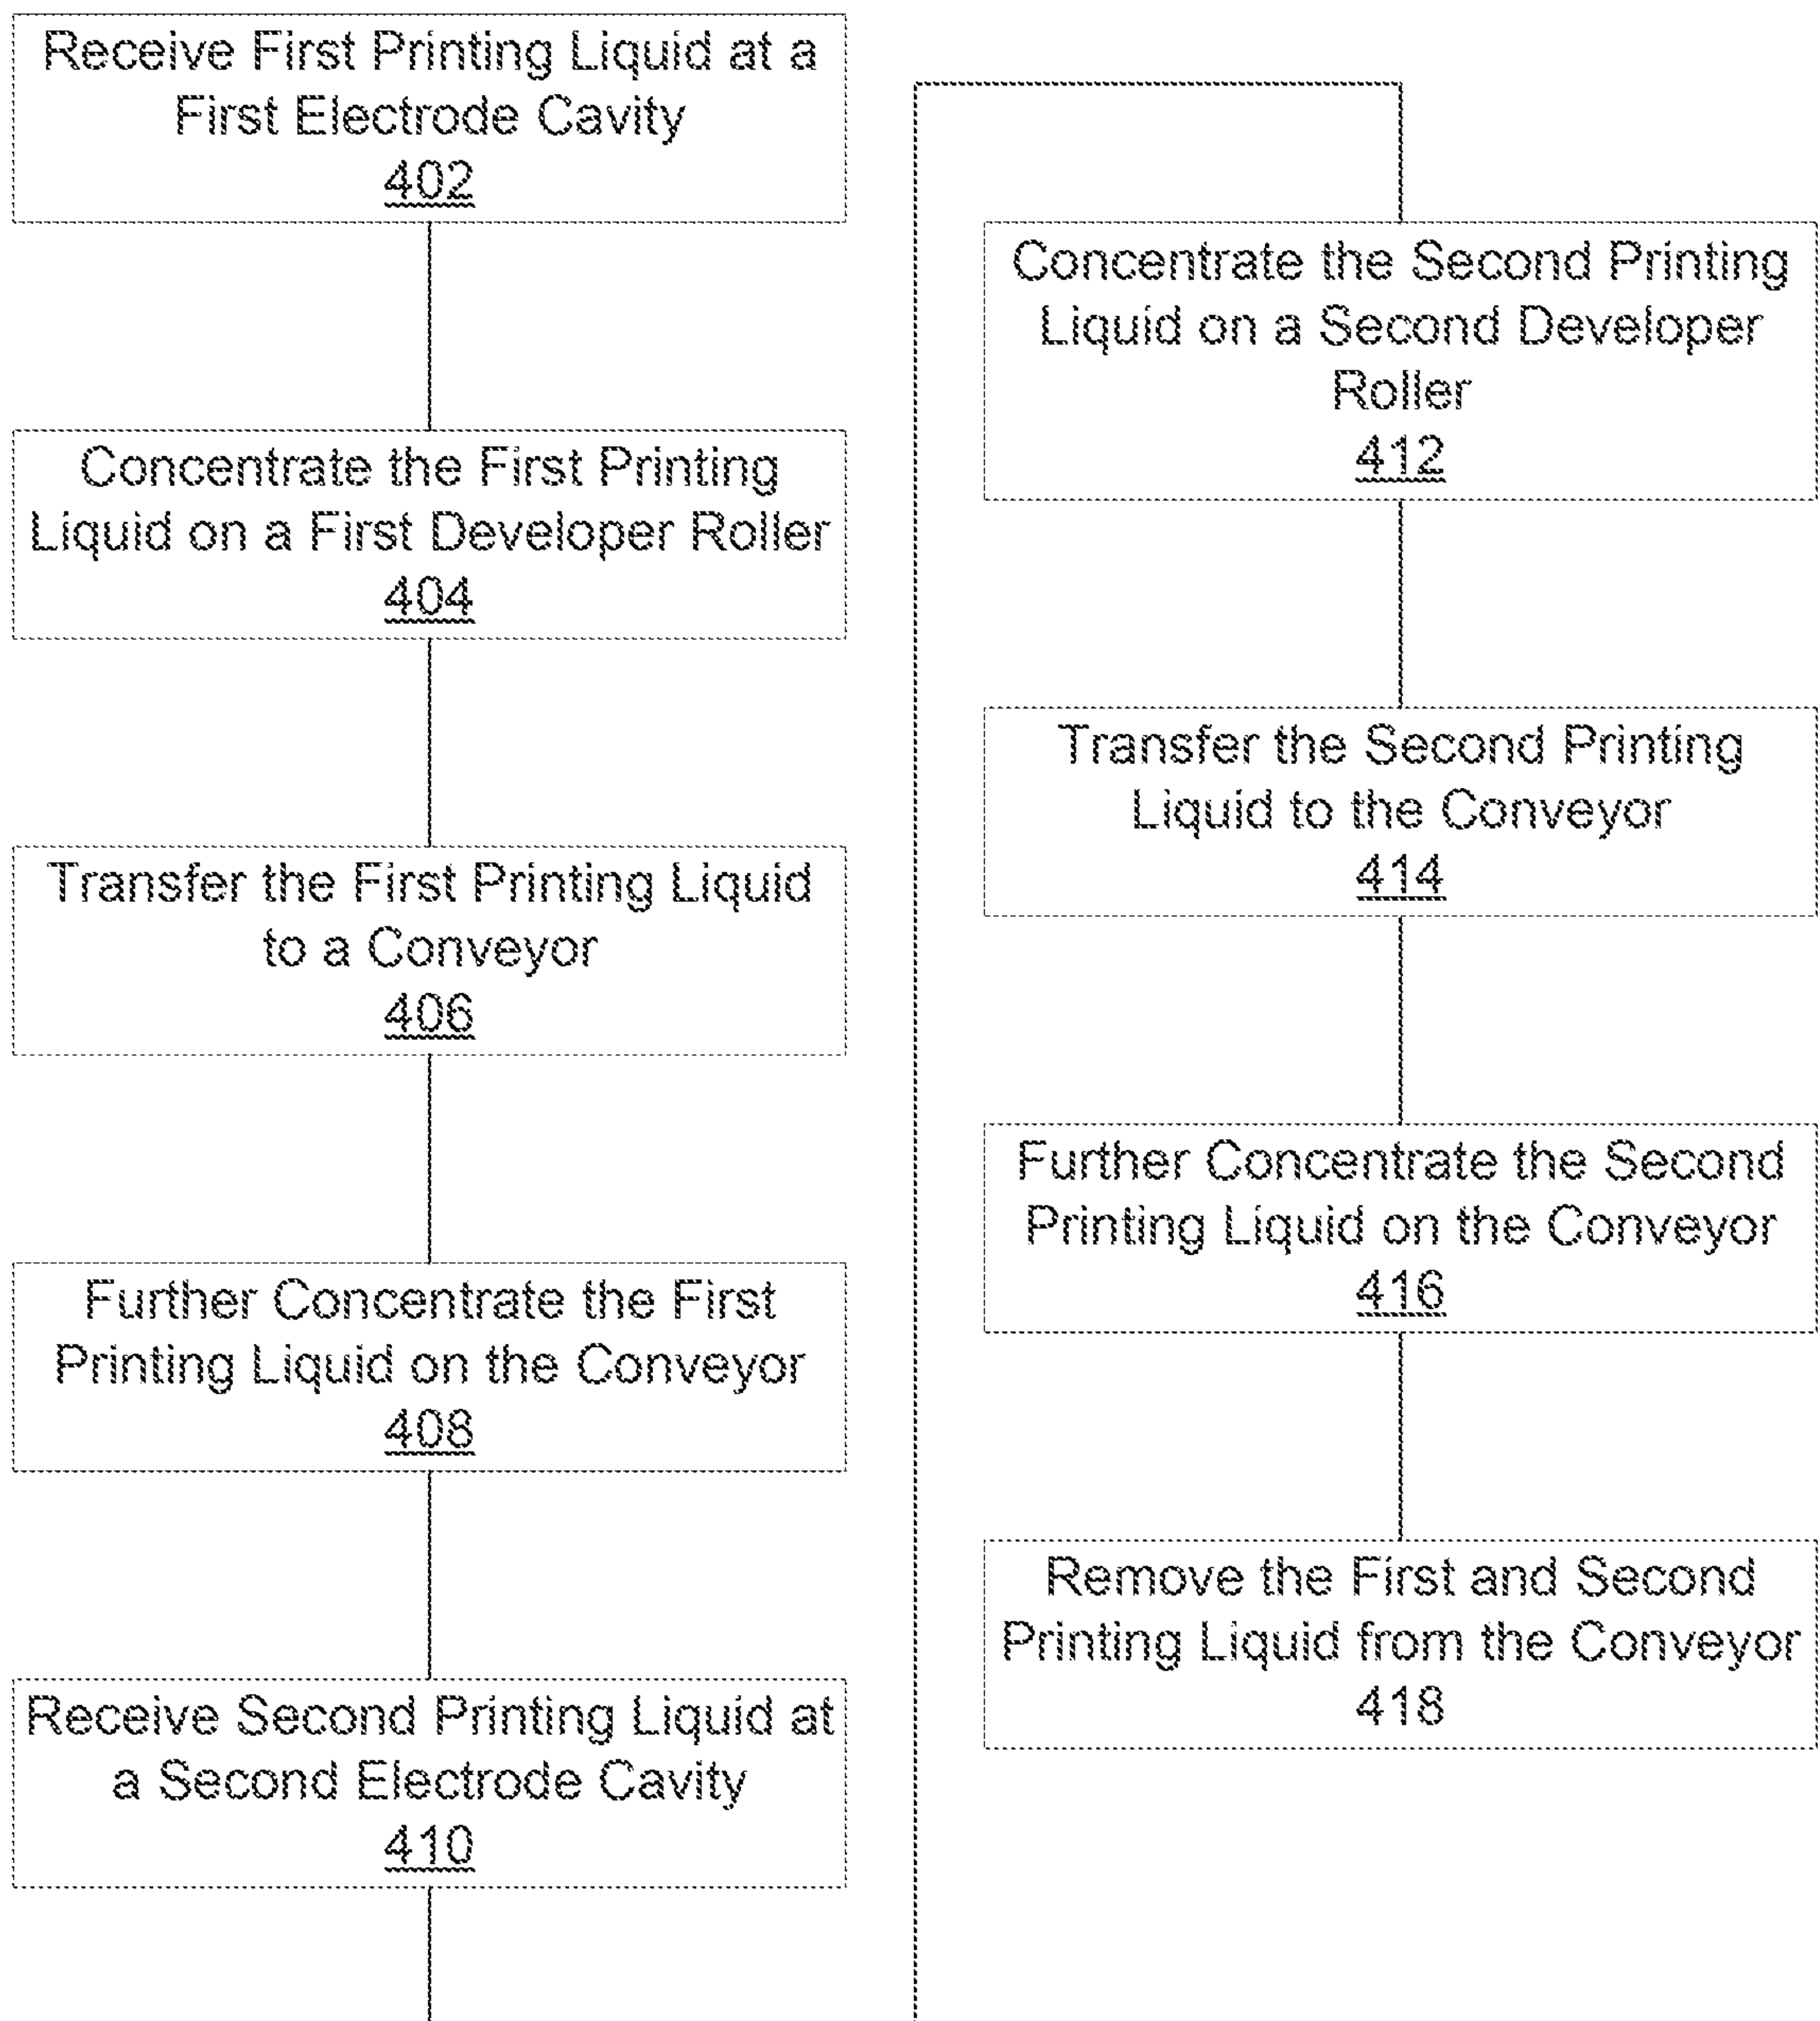 Receive First Printing Liquid at a
First Electrode Cavity
402
Concentrate the First Printing
Liquid on a First Developer Roller
404
Transfer the First Printing Liquid
to a Conveyor
406
Further Concentrate the First
Printing Liquid on the Conveyor
408
Receive Second Printing Liquid at
a Second Electrode Cavity
410
Concentrate the Second Printing
Liquid on a Second Developer
Roller
412
Transfer the Second Printing
Liquid to the Conveyor
414
Further Concentrate the Second
Printing Liquid on the Conveyor
416
Remove the First and Second
Printing Liquid from the Conveyor
418